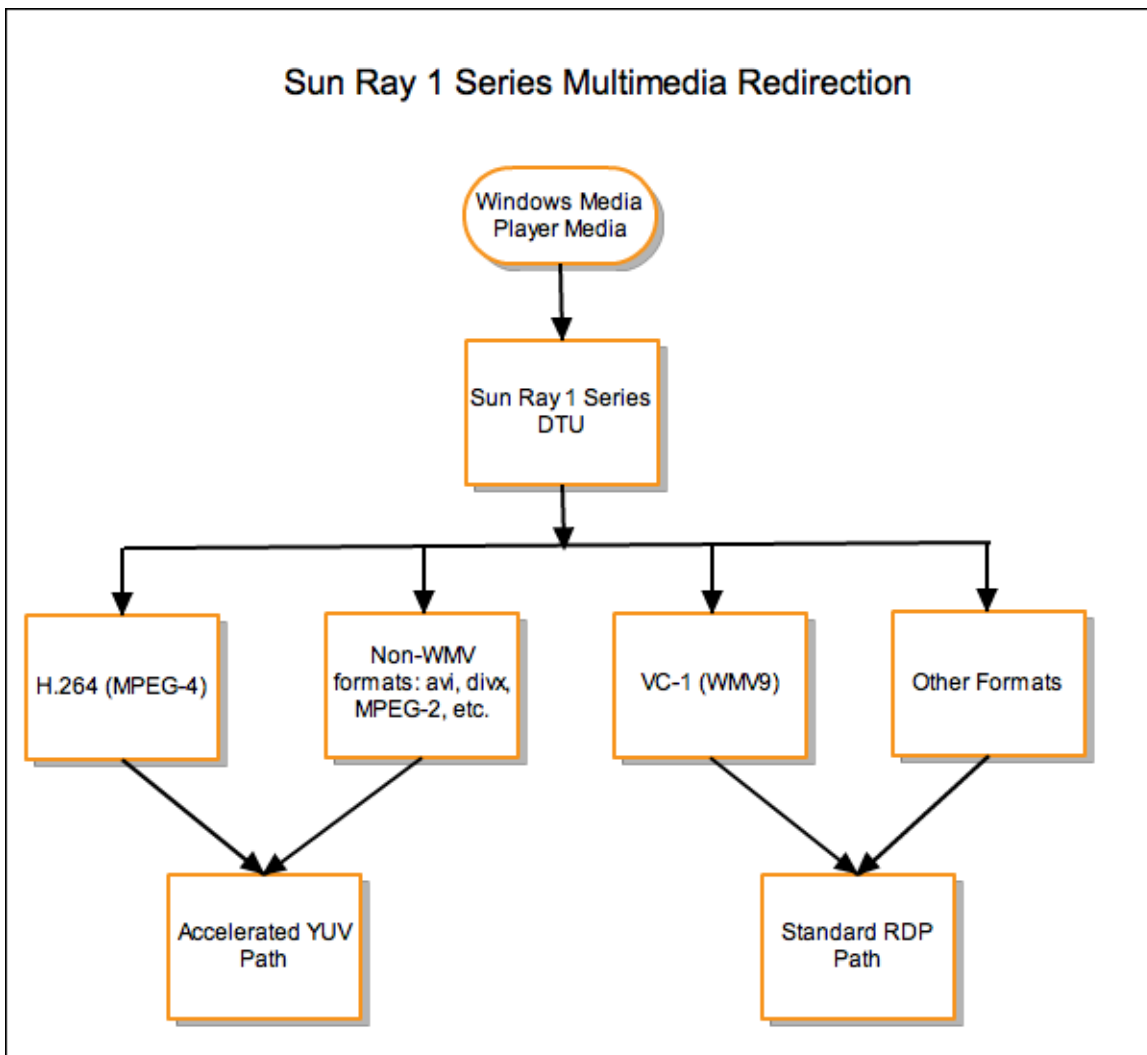 Sun Ray 1 Series Multimedia Redirection
Windows Media
Player Media
Sun Ray 1 Series
DTU
H.264 (MPEG-4)
Non-WMV
formats: avi, divx,
MPEG-2, etc.
VC-1 (WMV9)
Other Formats
Accelerated YUV
Path
Standard RDP
Path